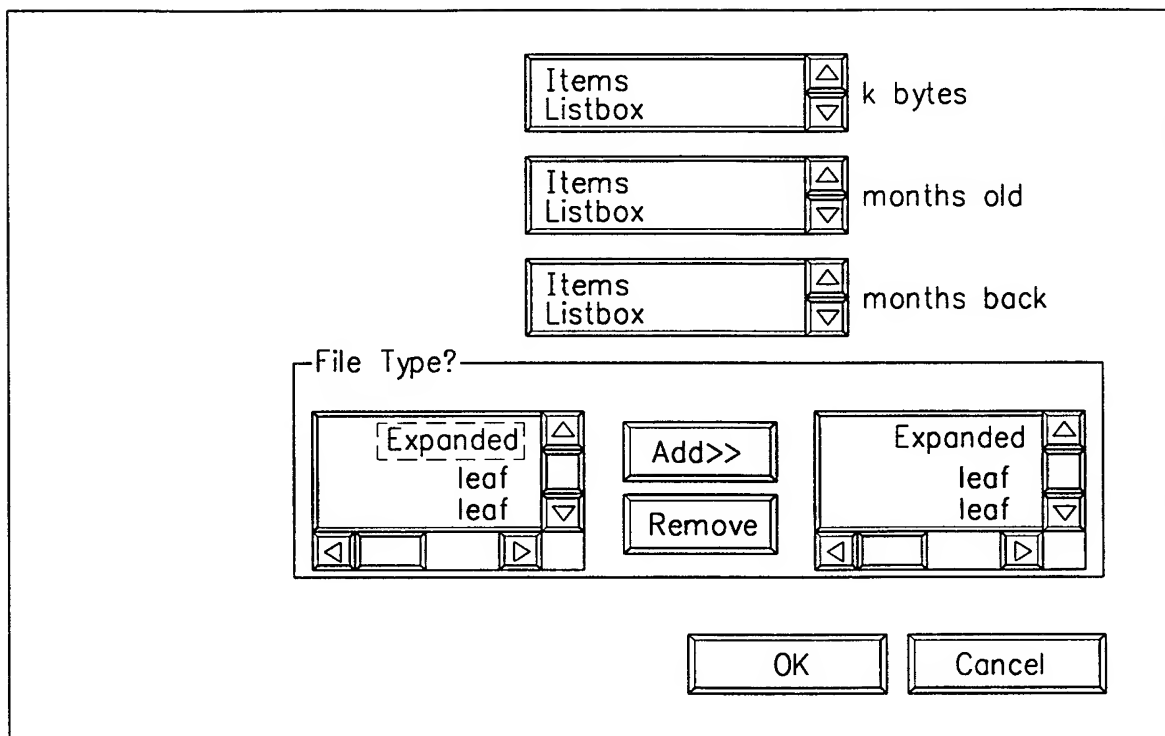 Items
Listbox
k bytes
Items
Listbox
months old
Items
Listbox
months back
File Type?
Expanded
leaf
leaf
Add>>
Remove
Expanded
leaf
leaf
OK
Cancel